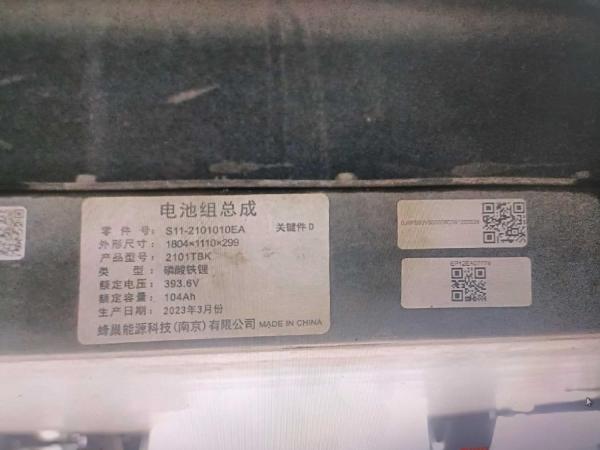 电池组总成
零 件 号: S11-2101010EA 关键件 D
外形尺寸: 1804×1110×299
产品型号: 2101TBK
类 型: 磷酸铁锂
额定电压: 393.6V
额定容量: 104Ah
生产日期: 2023年3月份
蜂巢能源科技(南京)有限公司 MADE IN CHINA